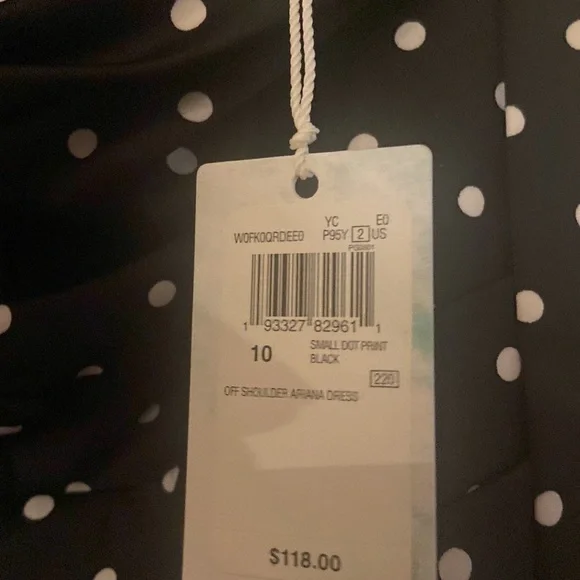 YC E0
W0FK0QRDEE0 P95Y 2 US
1 93327 82961 1
10 SMALL DOT PRINT
BLACK
220
OFF SHOULDER ARIANA DRESS
$118.00